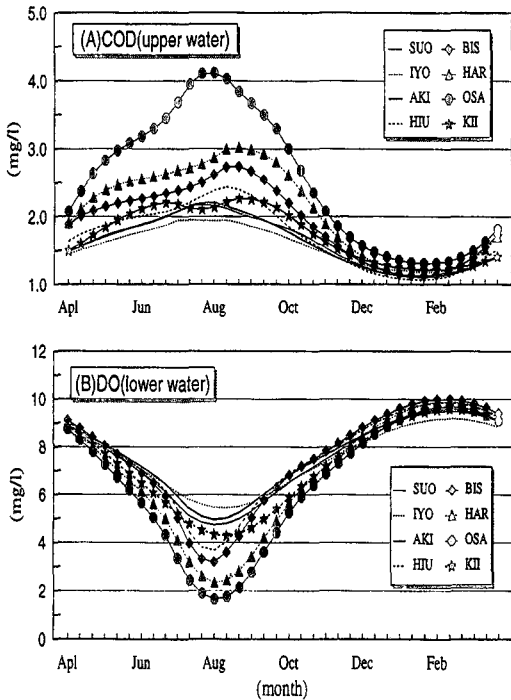 5.0
(A)COD(upper water)
SUO BIS
IYO HAR
AKI OSA
HIU KII
4.0
(mg/l)
3.0
2.0
1.0
Apl Jun Aug Oct Dec Feb
12
(B)DO(lower water)
10
8
(mg/l)
6
SUO BIS
IYO HAR
AKI OSA
HIU KII
4
2
0
Apl Jun Aug Oct Dec Feb
(month)